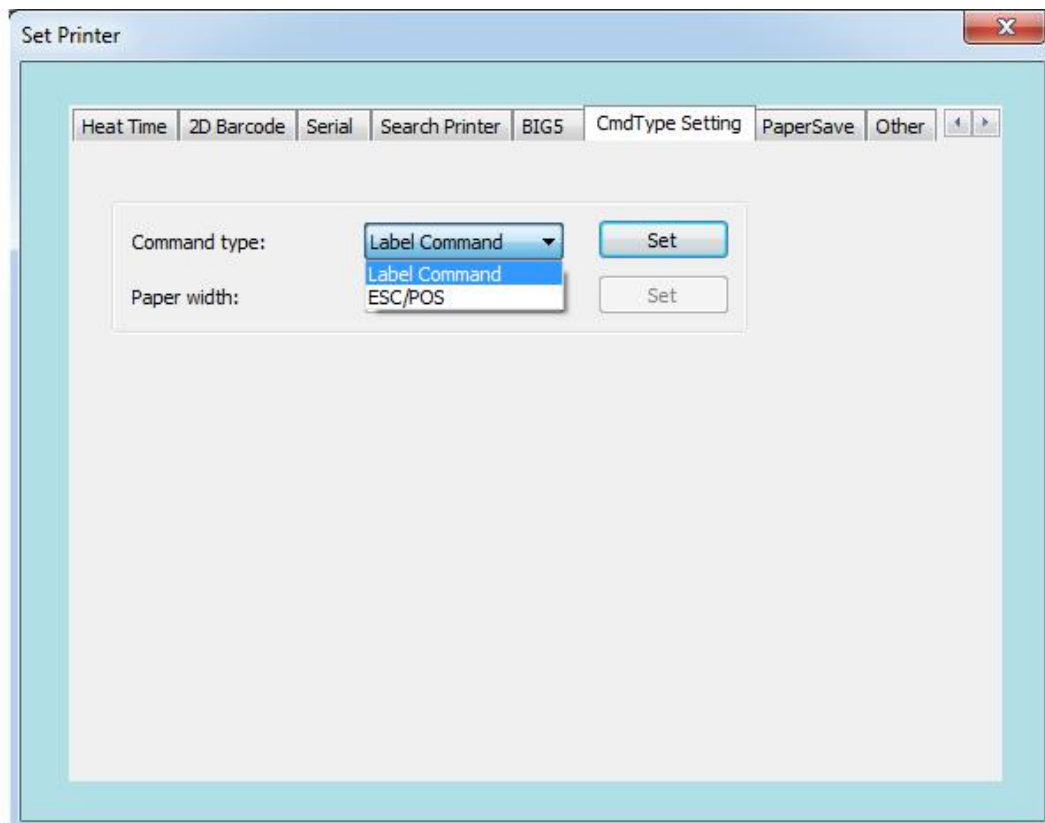 Set Printer
Heat Time 2D Barcode Serial Search Printer BIG5 CmdType Setting PaperSave Other
Command type: Label Command Set
Label Command
Paper width: ESC/POS Set